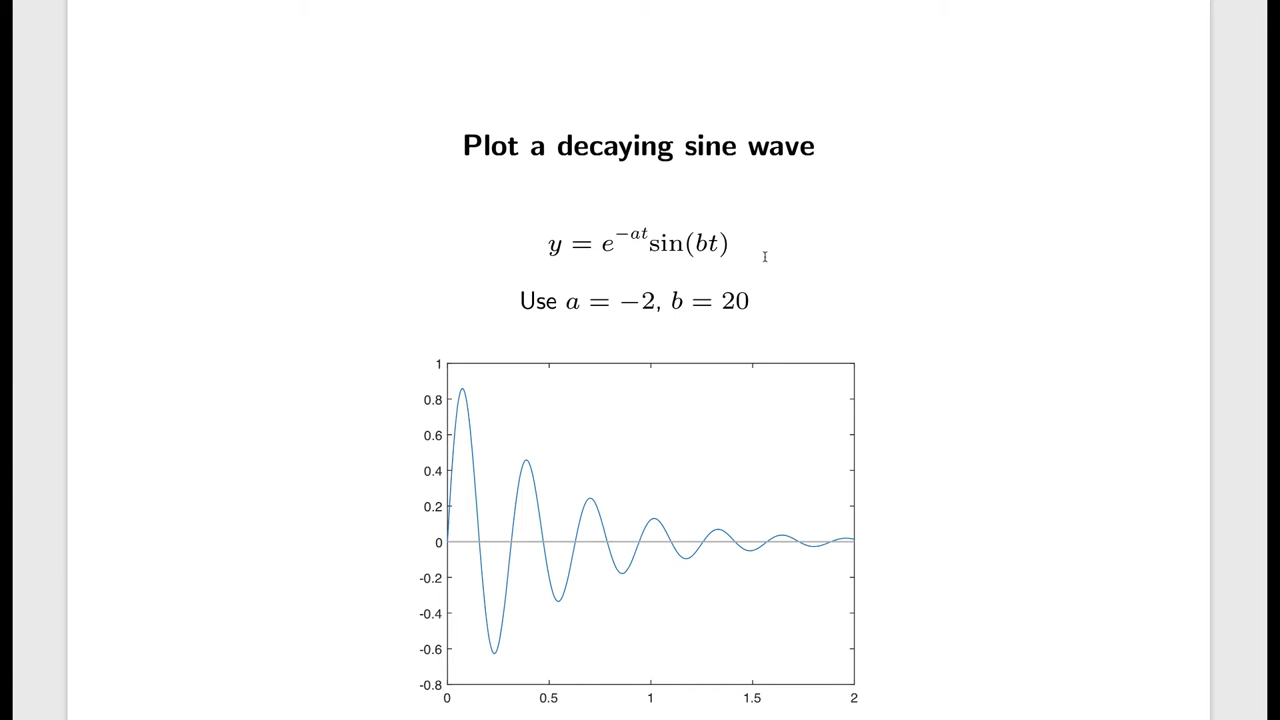 Plot a decaying sine wave
y = e^{-at} sin(bt)
Use a = −2, b = 20
1
0.8
0.6
0.4
0.2
0
-0.2
-0.4
-0.6
-0.8
0 0.5 1 1.5 2